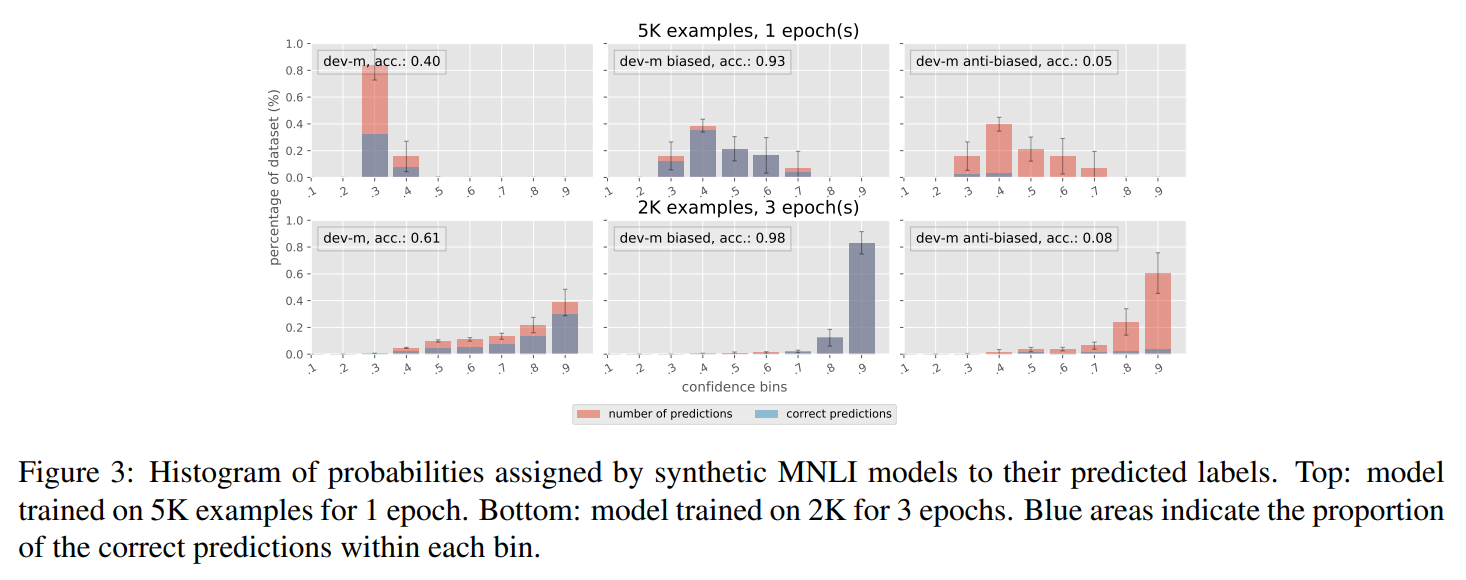 5K examples, 1 epoch(s)
dev-m, acc.: 0.40
dev-m biased, acc.: 0.93
dev-m anti-biased, acc.: 0.05
1.0
0.8
0.6
0.4
0.2
0.0
.1 .2 .3 .4 .5 .6 .7 .8 .9
.1 .2 .3 .4 .5 .6 .7 .8 .9
.1 .2 .3 .4 .5 .6 .7 .8 .9
percentage of dataset (%)
2K examples, 3 epoch(s)
dev-m, acc.: 0.61
dev-m biased, acc.: 0.98
dev-m anti-biased, acc.: 0.08
1.0
0.8
0.6
0.4
0.2
0.0
.1 .2 .3 .4 .5 .6 .7 .8 .9
.1 .2 .3 .4 .5 .6 .7 .8 .9
.1 .2 .3 .4 .5 .6 .7 .8 .9
confidence bins
number of predictions
correct predictions
Figure 3: Histogram of probabilities assigned by synthetic MNLI models to their predicted labels. Top: model
trained on 5K examples for 1 epoch. Bottom: model trained on 2K for 3 epochs. Blue areas indicate the proportion
of the correct predictions within each bin.